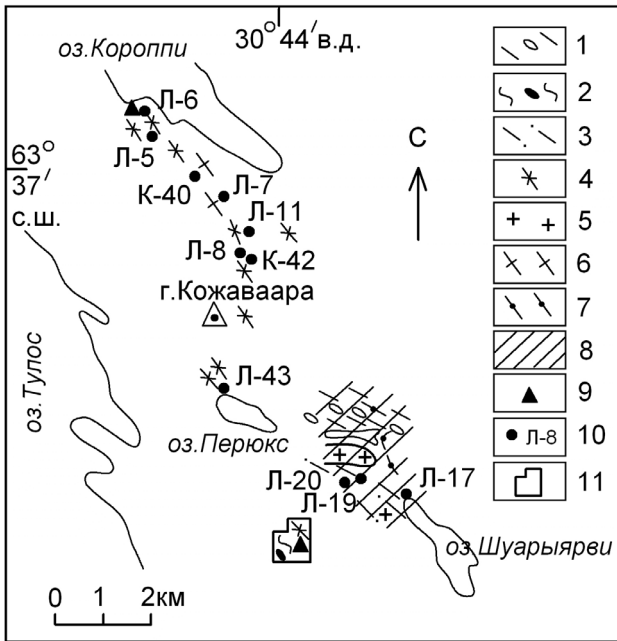 30° 44′ в.д.
оз.Короппи
63°
37′
с.ш.
Л-6
Л-5
К-40
Л-7
Л-11
Л-8
К-42
г.Кожаваара
оз.Тулос
Л-43
оз.Перюкс
Л-20
Л-19
Л-17
оз.Шуарыярви
С
0 1 2км
1
2
3
4
5
6
7
8
9
Л-8 10
11